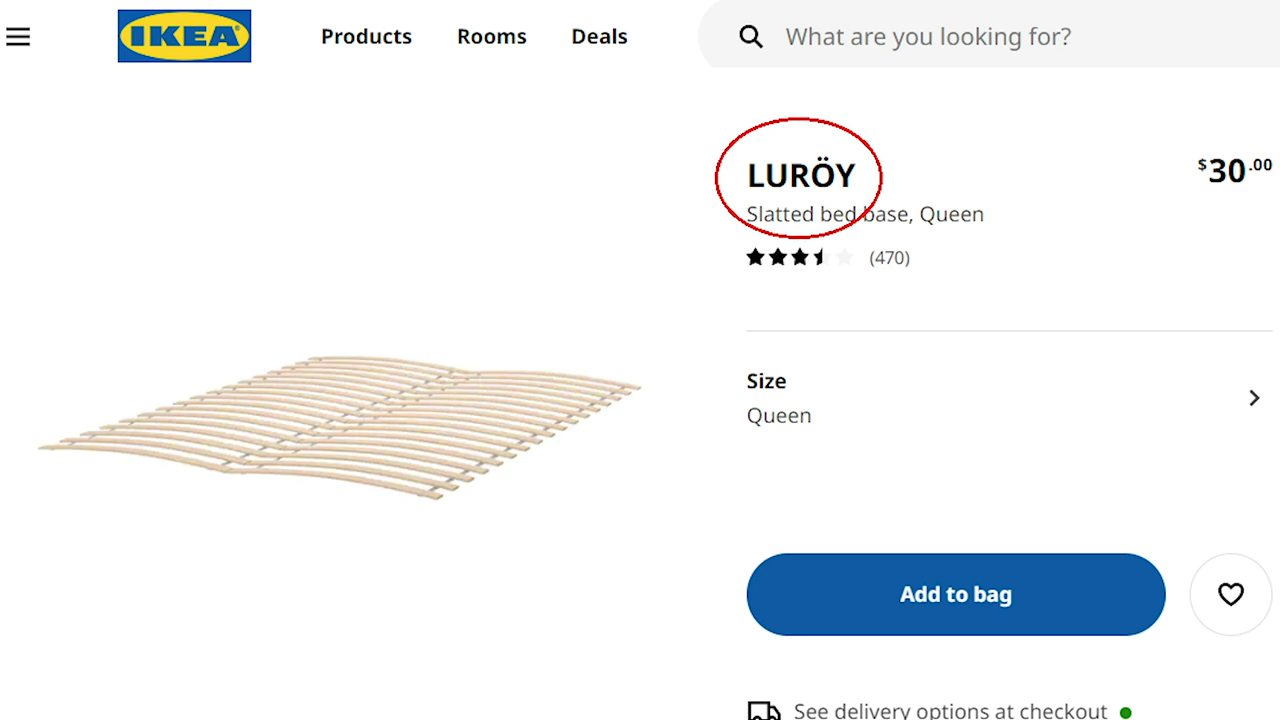 IKEA
Products Rooms Deals
What are you looking for?
LURÖY
$30.00
Slatted bed base, Queen
(470)
Size
Queen
Add to bag
See delivery options at checkout